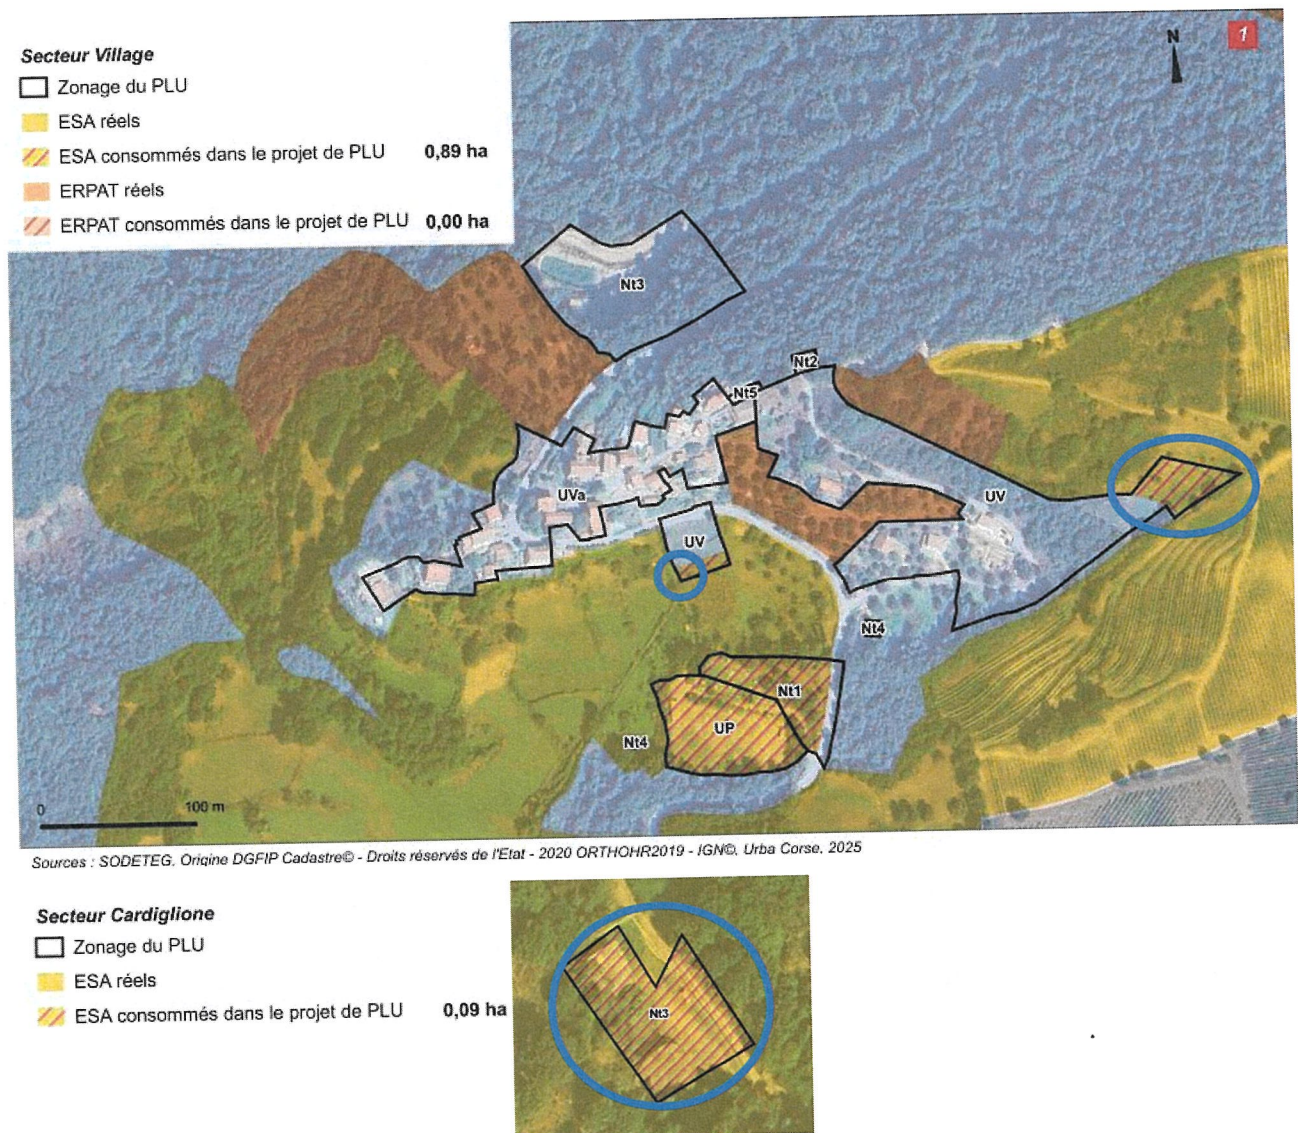 Secteur Village
Zonage du PLU
ESA réels
ESA consommés dans le projet de PLU 0,89 ha
ERPAT réels
ERPAT consommés dans le projet de PLU 0,00 ha
N
1
Nt3
Nt2
Nt5
UVa
UV
UV
Nt4
Nt1
UP
Nt4
0 100 m
Sources : SODETEG, Origine DGFIP Cadastre© - Droits réservés de l'Etat - 2020 ORTHOHR2019 - IGN©, Urba Corse, 2025
Secteur Cardiglione
Zonage du PLU
ESA réels
ESA consommés dans le projet de PLU 0,09 ha
Nt3